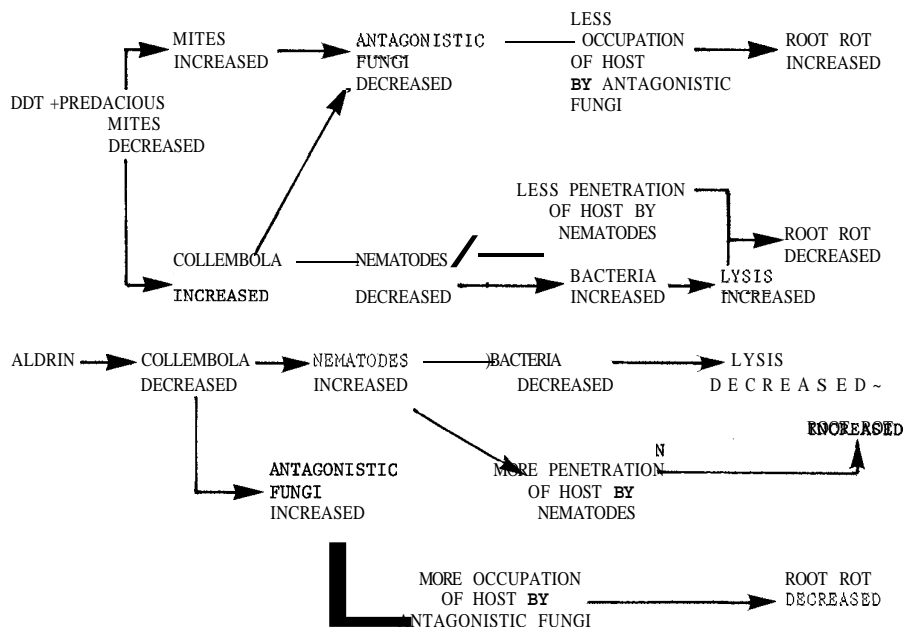 MITES
INCREASED
ANTAGONISTIC
FUNGI
DECREASED
LESS
OCCUPATION
OF HOST
BY ANTAGONISTIC
FUNGI
ROOT ROT
INCREASED
DDT +PREDACIOUS
MITES
DECREASED
LESS PENETRATION
OF HOST BY
NEMATODES
ROOT ROT
DECREASED
COLLEMBOLA
INCREASED
NEMATODES
DECREASED
BACTERIA
INCREASED
LYSIS
INCREASED
ALDRIN
COLLEMBOLA
DECREASED
NEMATODES
INCREASED
)BACTERIA
DECREASED
LYSIS
DECREASED~
INCREASED
ANTAGONISTIC
FUNGI
INCREASED
N
MORE PENETRATION
OF HOST BY
NEMATODES
MORE OCCUPATION
OF HOST BY
ANTAGONISTIC FUNGI
ROOT ROT
DECREASED